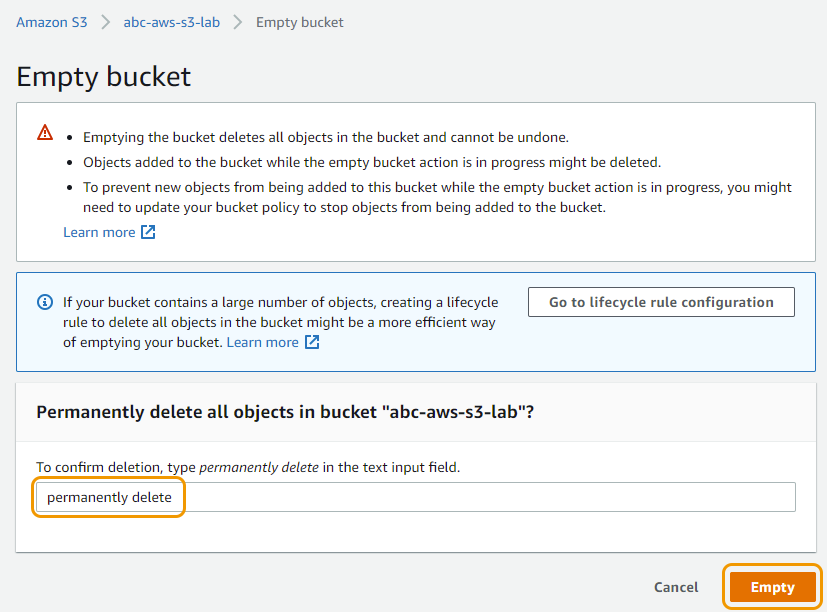 Amazon S3 > abc-aws-s3-lab > Empty bucket
Empty bucket
• Emptying the bucket deletes all objects in the bucket and cannot be undone.
• Objects added to the bucket while the empty bucket action is in progress might be deleted.
• To prevent new objects from being added to this bucket while the empty bucket action is in progress, you might
need to update your bucket policy to stop objects from being added to the bucket.
Learn more
If your bucket contains a large number of objects, creating a lifecycle
rule to delete all objects in the bucket might be a more efficient way
of emptying your bucket. Learn more
Go to lifecycle rule configuration
Permanently delete all objects in bucket "abc-aws-s3-lab"?
To confirm deletion, type permanently delete in the text input field.
permanently delete
Cancel
Empty